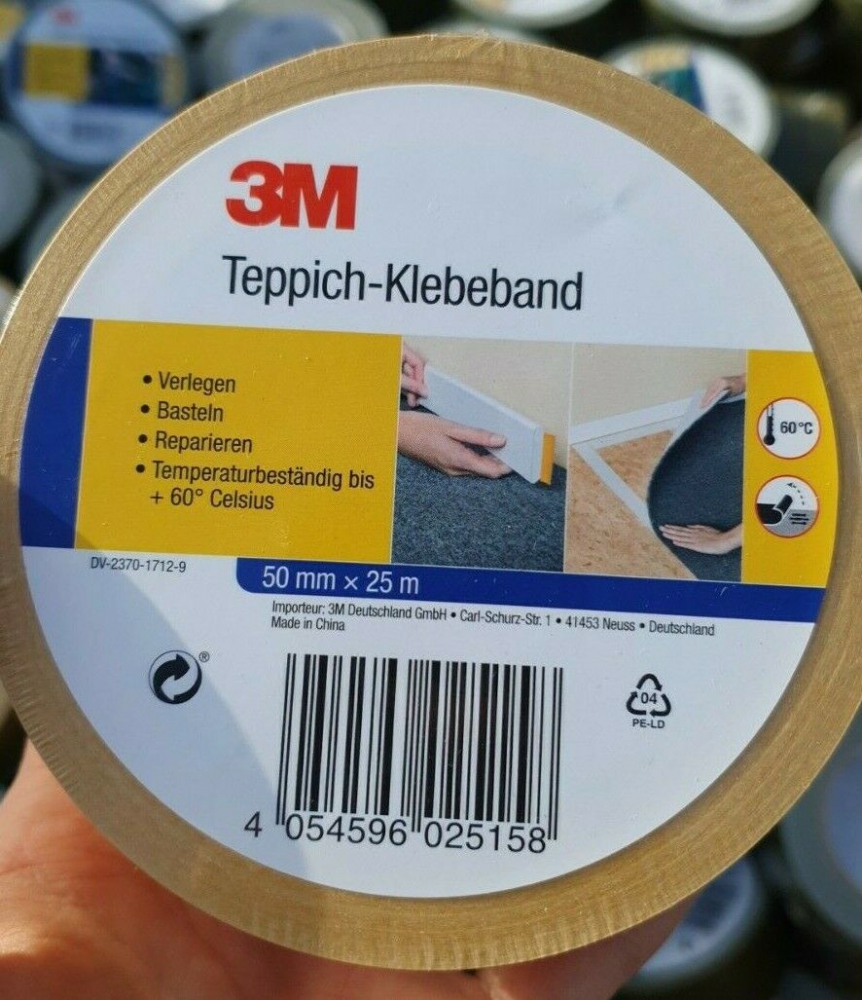 3M
Teppich-Klebeband
• Verlegen
• Basteln
• Reparieren
• Temperaturbeständig bis
+ 60° Celsius
60°C
DV-2370-1712-9
50 mm × 25 m
Importeur: 3M Deutschland GmbH • Carl-Schurz-Str. 1 • 41453 Neuss • Deutschland
Made in China
®
04
PE-LD
4 054596 025158
3M